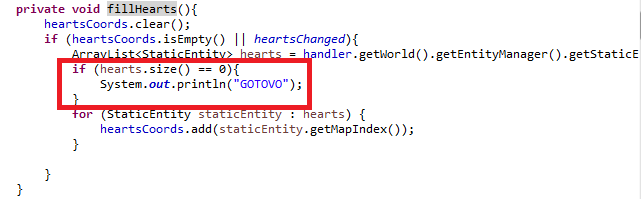 private void fillHearts(){
heartsCoords.clear();
if (heartsCoords.isEmpty() || heartsChanged){
ArrayList<StaticEntity> hearts = handler.getWorld().getEntityManager().getStaticE
if (hearts.size() == 0){
System.out.println("GOTOVO");
}
for (StaticEntity staticEntity : hearts) {
heartsCoords.add(staticEntity.getMapIndex());
}
}
}